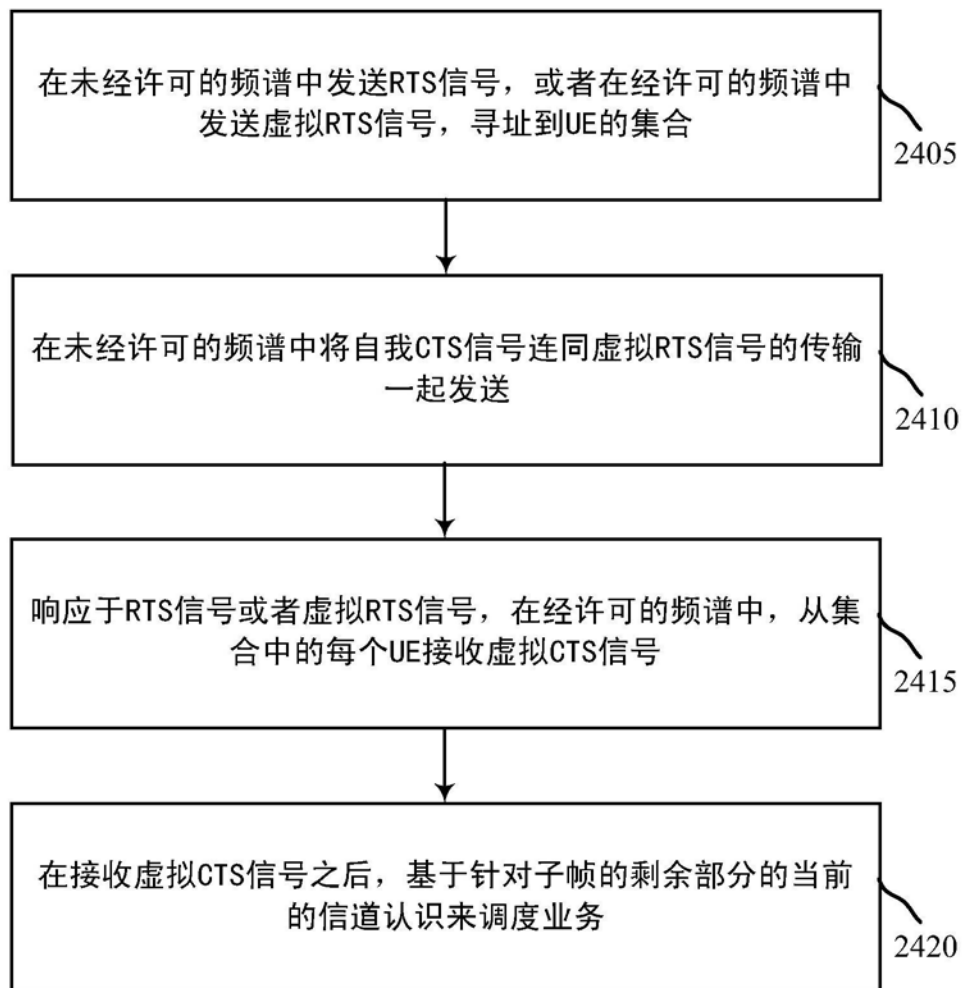 在未经许可的频谱中发送RTS信号，或者在经许可的频谱中
发送虚拟RTS信号，寻址到UE的集合
2405
在未经许可的频谱中将自我CTS信号连同虚拟RTS信号的传输
一起发送
2410
响应于RTS信号或者虚拟RTS信号，在经许可的频谱中，从集
合中的每个UE接收虚拟CTS信号
2415
在接收虚拟CTS信号之后，基于针对子帧的剩余部分的当前
的信道认识来调度业务
2420